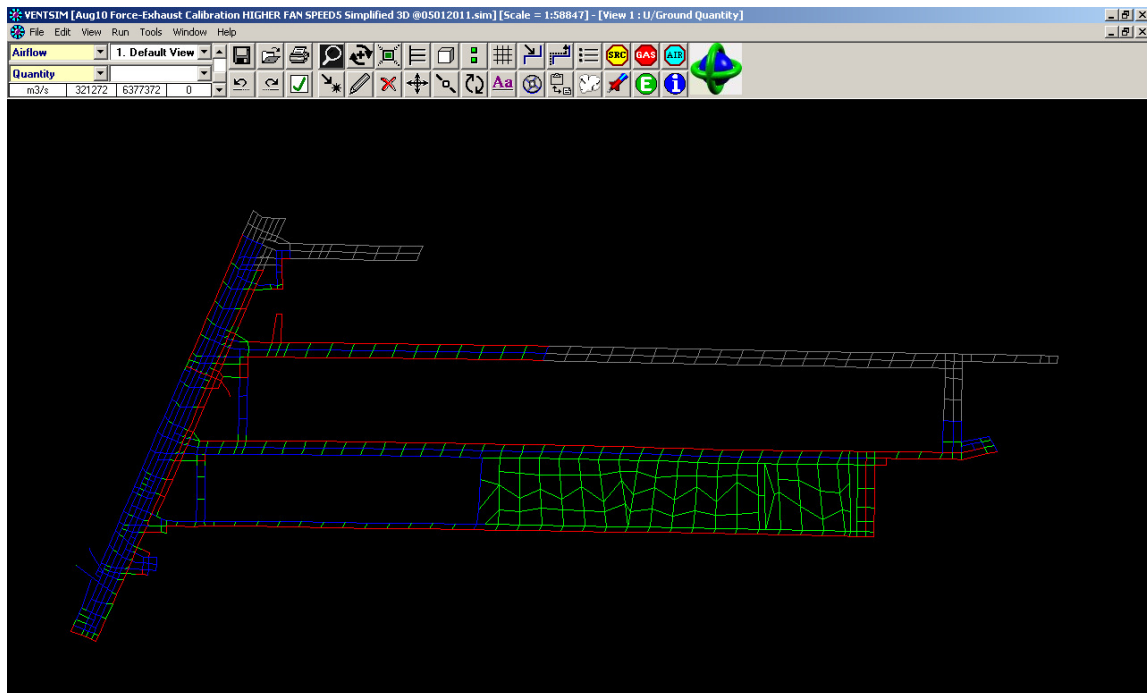 VENTSIM [Aug10 Force-Exhaust Calibration HIGHER FAN SPEED5 Simplified 3D @05012011.sim] [Scale = 1:58847] - [View 1 : U/Ground Quantity]
File Edit View Run Tools Window Help
Airflow 1. Default View SRC GAS AIR
Quantity Aa E i
m3/s 321272 6377372 0